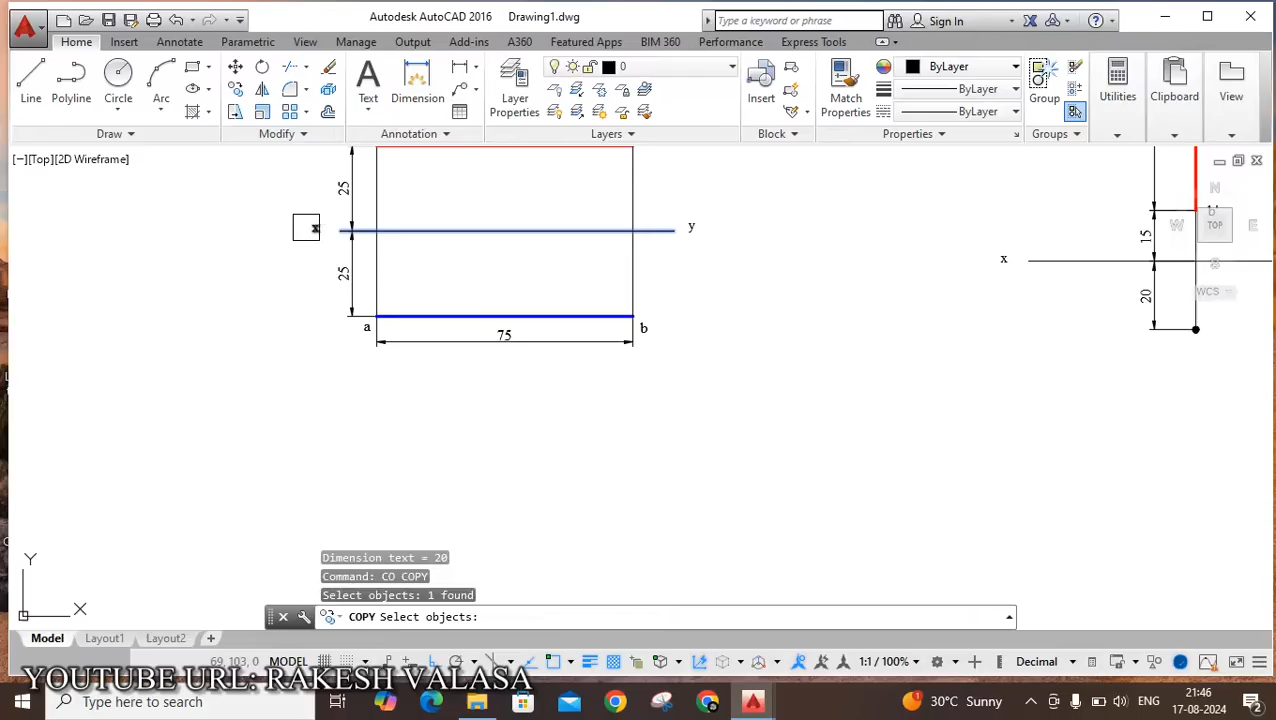 Autodesk AutoCAD 2016 Drawing1.dwg
Type a keyword or phrase
Sign In
Home Insert Annotate Parametric View Manage Output Add-ins A360 Featured Apps BIM 360 Performance Express Tools
Line Polyline Circle Arc
Text Dimension
Layer Properties
0
Insert
Match Properties
ByLayer
ByLayer
ByLayer
Group
Utilities
Clipboard
View
Draw Modify Annotation Layers Block Properties Groups
[−][Top][2D Wireframe]
25
x
y
25
a
b
75
N
b'
W
TOP
E
S
WCS
15
x
20
Y
X
Dimension text = 20
Command: CO COPY
Select objects: 1 found
COPY Select objects:
Model Layout1 Layout2
MODEL
1:1 / 100%
Decimal
YOUTUBE URL: RAKESH VALASA
Type here to search
30°C Sunny
ENG
21:46
17-08-2024
2